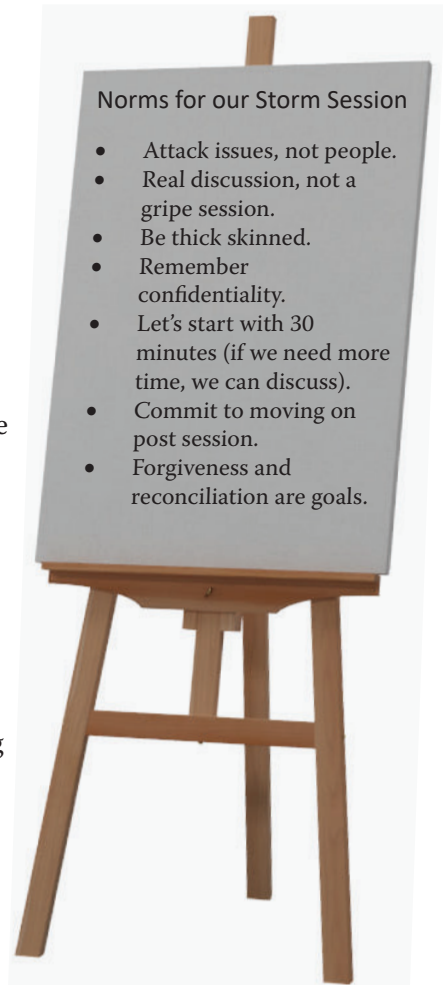 Norms for our Storm Session
• Attack issues, not people.
• Real discussion, not a
gripe session.
• Be thick skinned.
• Remember
confidentiality.
• Let's start with 30
minutes (if we need more
time, we can discuss).
• Commit to moving on
post session.
• Forgiveness and
reconciliation are goals.